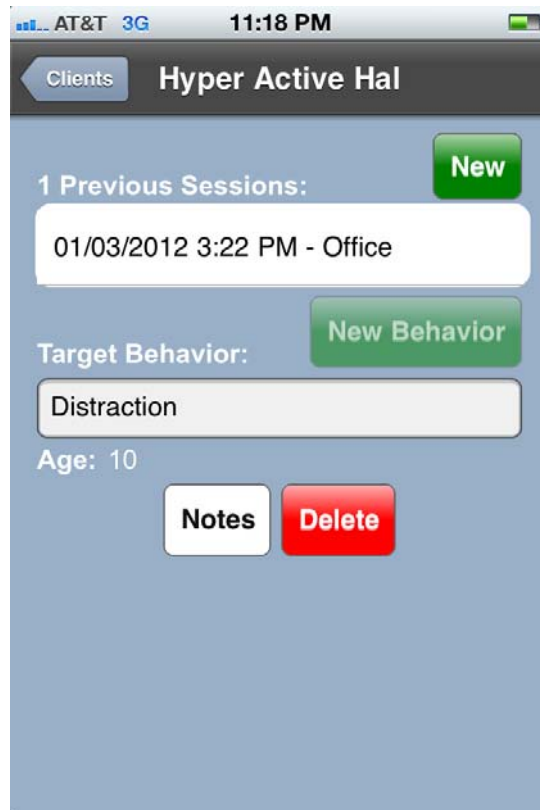 AT&T 3G 11:18 PM
Clients Hyper Active Hal
New
1 Previous Sessions:
01/03/2012 3:22 PM - Office
New Behavior
Target Behavior:
Distraction
Age: 10
Notes Delete